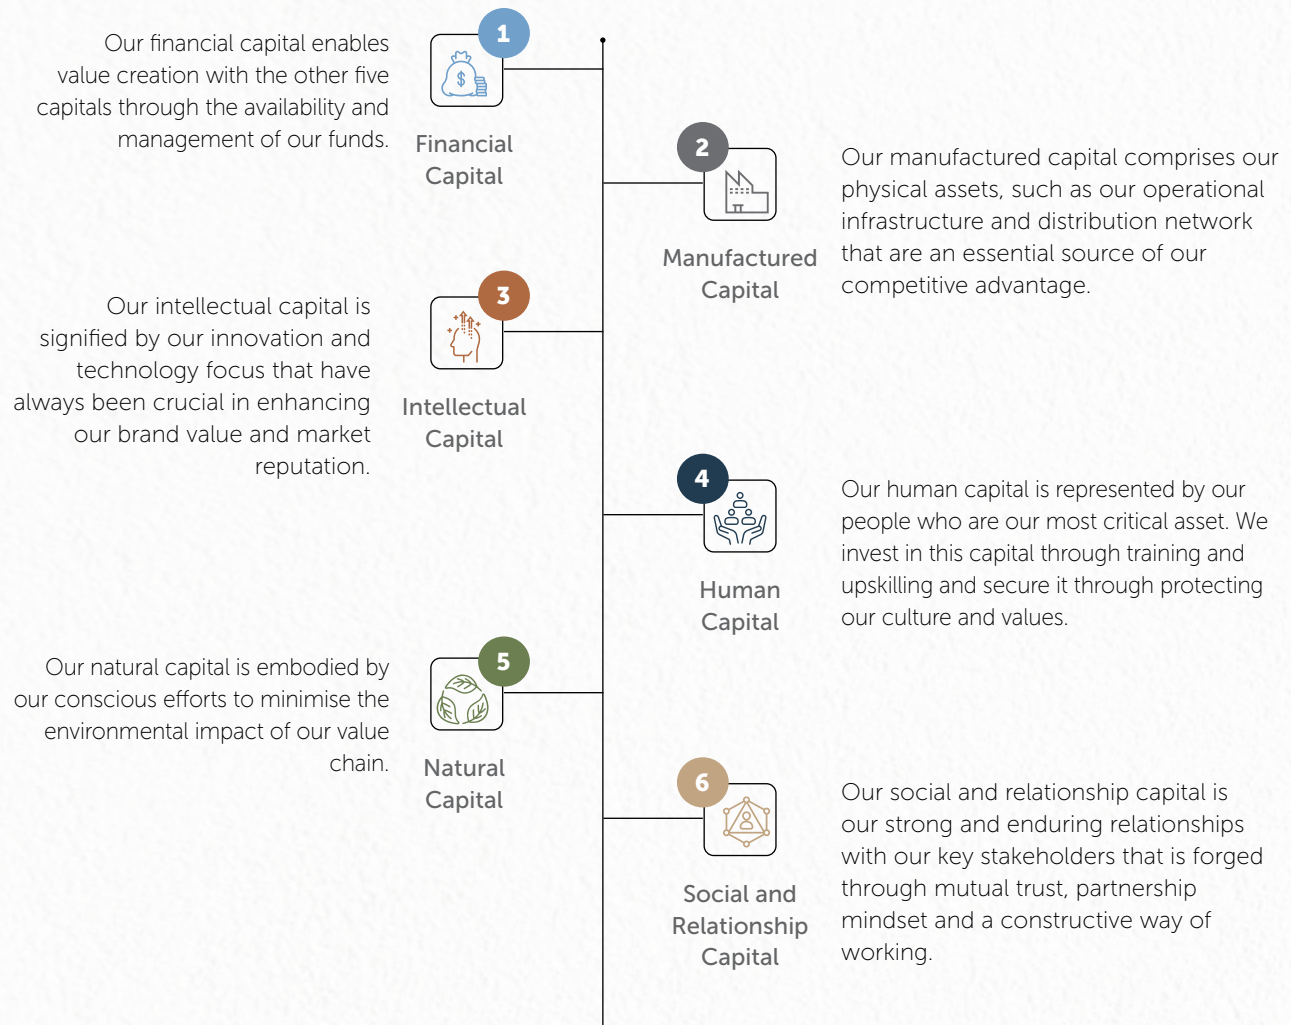 1
Our financial capital enables
value creation with the other five
capitals through the availability and
management of our funds.
$
Financial
Capital
2
Manufactured
Capital
Our manufactured capital comprises our
physical assets, such as our operational
infrastructure and distribution network
that are an essential source of our
competitive advantage.
3
Our intellectual capital is
signified by our innovation and
technology focus that have
always been crucial in enhancing
our brand value and market
reputation.
Intellectual
Capital
4
Human
Capital
Our human capital is represented by our
people who are our most critical asset. We
invest in this capital through training and
upskilling and secure it through protecting
our culture and values.
5
Our natural capital is embodied by
our conscious efforts to minimise the
environmental impact of our value
chain.
Natural
Capital
6
Social and
Relationship
Capital
Our social and relationship capital is
our strong and enduring relationships
with our key stakeholders that is forged
through mutual trust, partnership
mindset and a constructive way of
working.